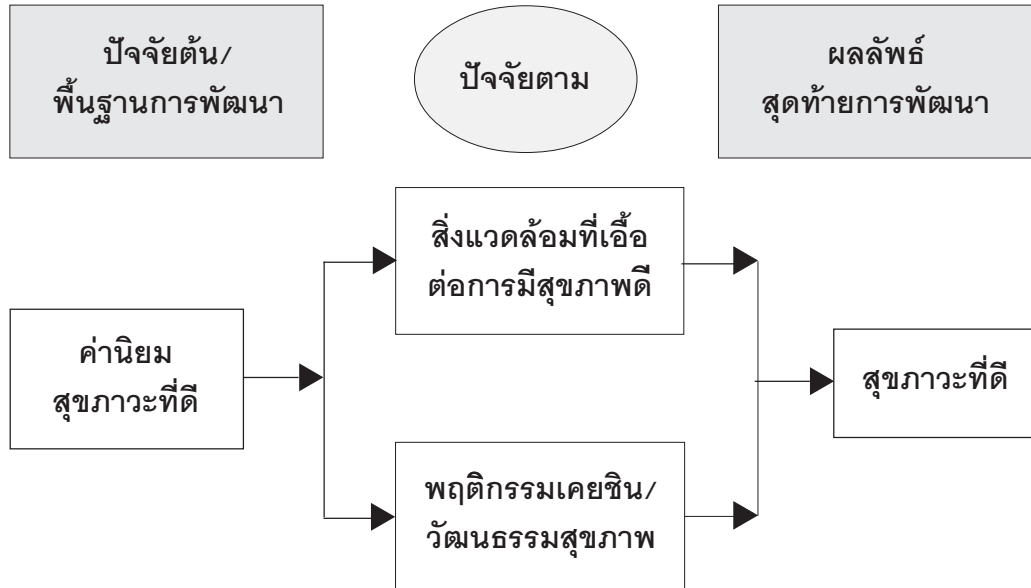 ปัจจัยต้น/
พื้นฐานการพัฒนา
ปัจจัยตาม
ผลลัพธ์
สุดท้ายการพัฒนา
สิ่งแวดล้อมที่เอื้อ
ต่อการมีสุขภาพดี
ค่านิยม
สุขภาวะที่ดี
สุขภาวะที่ดี
พฤติกรรมเคยชิน/
วัฒนธรรมสุขภาพ